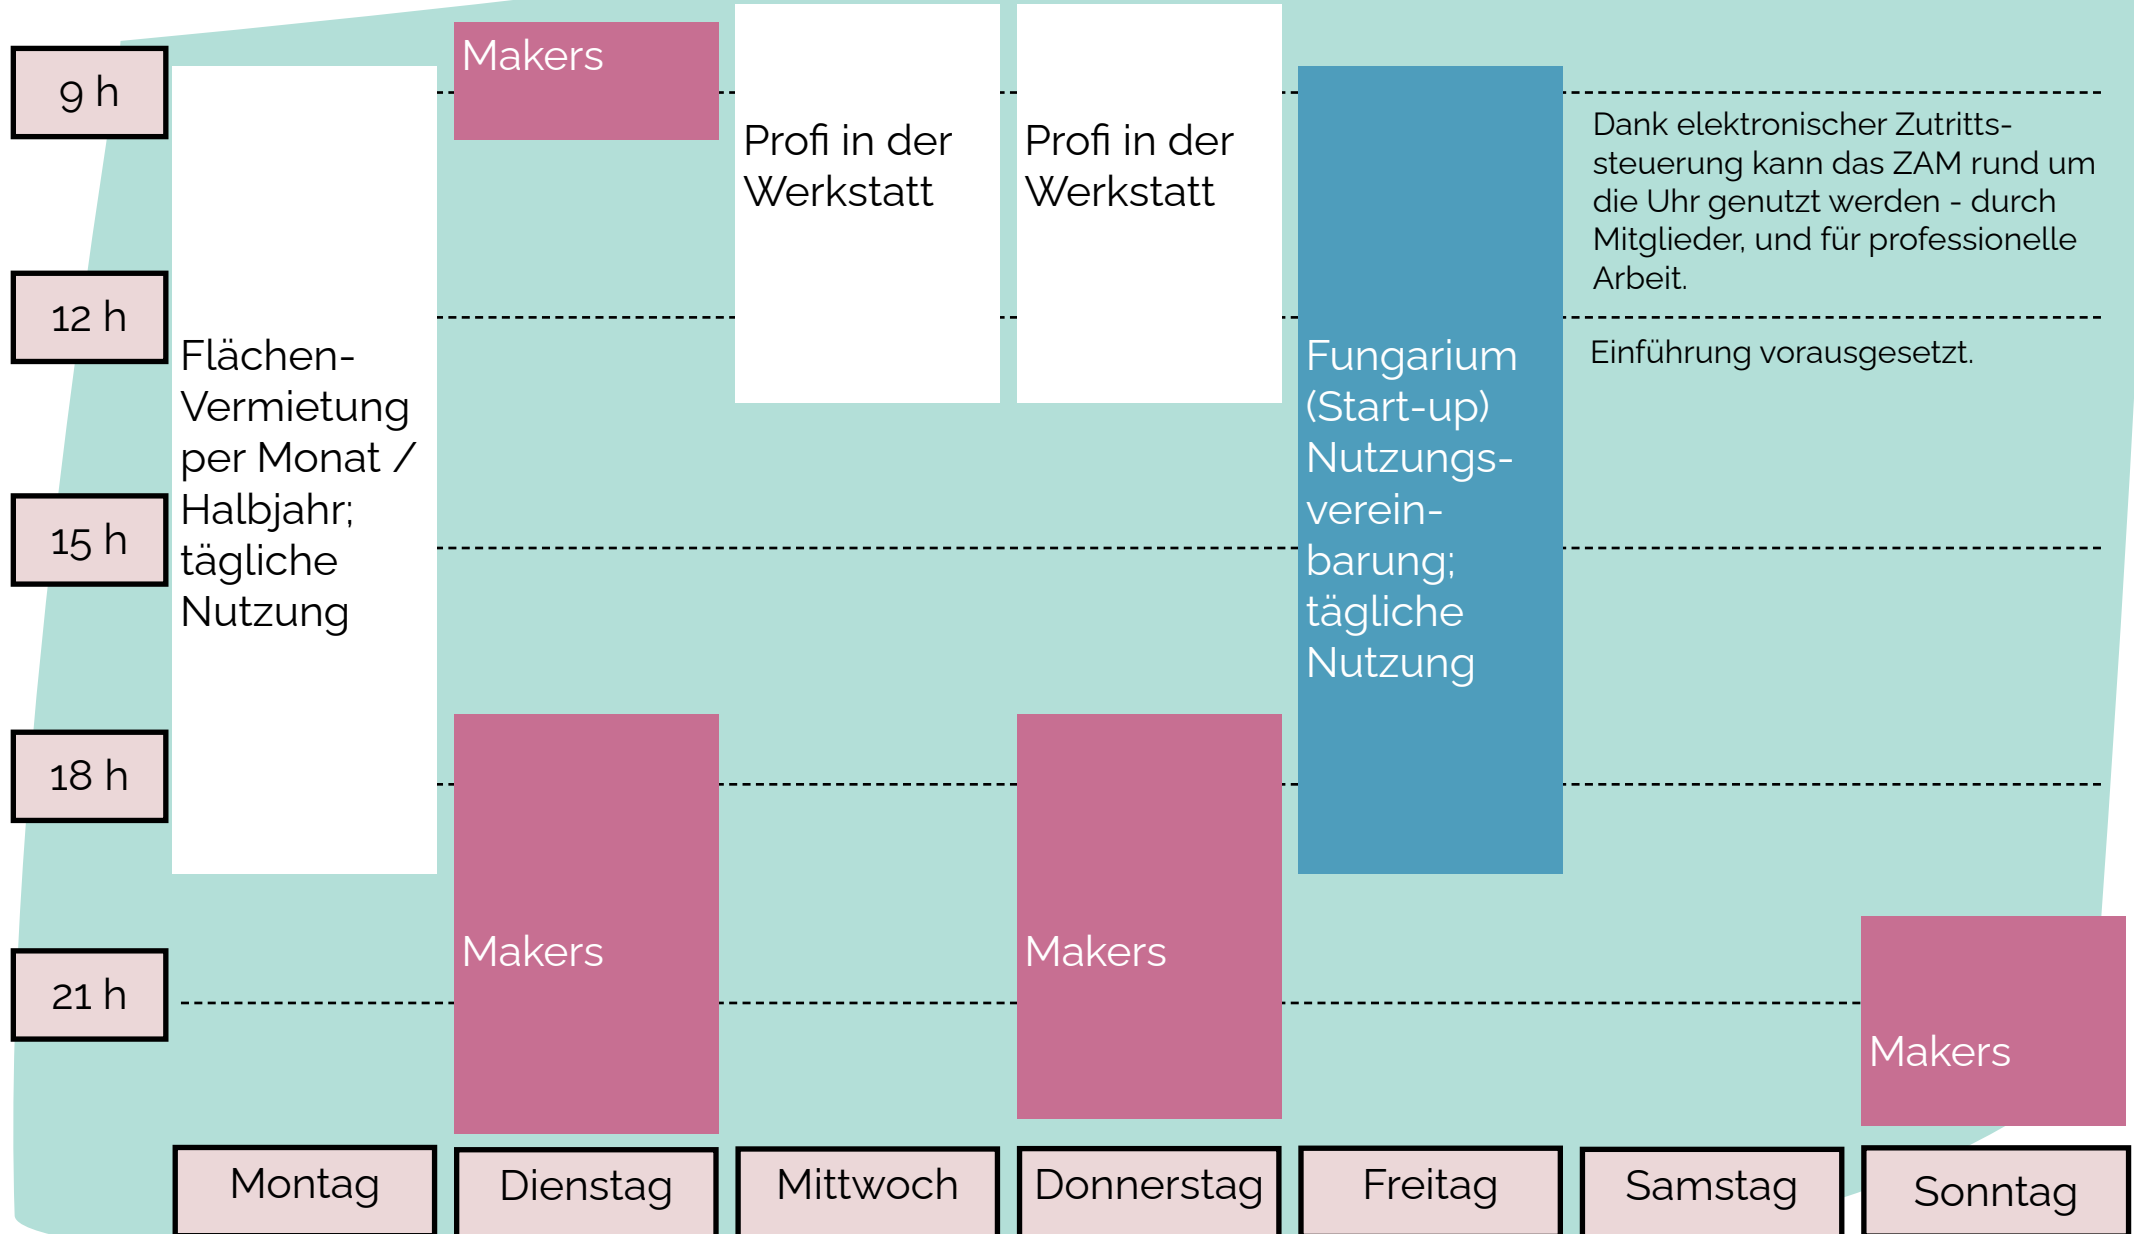 9 h
12 h
15 h
18 h
21 h
Flächen-
Vermietung
per Monat /
Halbjahr;
tägliche
Nutzung
Makers
Makers
Profi in der
Werkstatt
Profi in der
Werkstatt
Makers
Fungarium
(Start-up)
Nutzungs-
verein-
barung;
tägliche
Nutzung
Dank elektronischer Zutritts-
steuerung kann das ZAM rund um
die Uhr genutzt werden - durch
Mitglieder, und für professionelle
Arbeit.
Einführung vorausgesetzt.
Makers
Montag
Dienstag
Mittwoch
Donnerstag
Freitag
Samstag
Sonntag